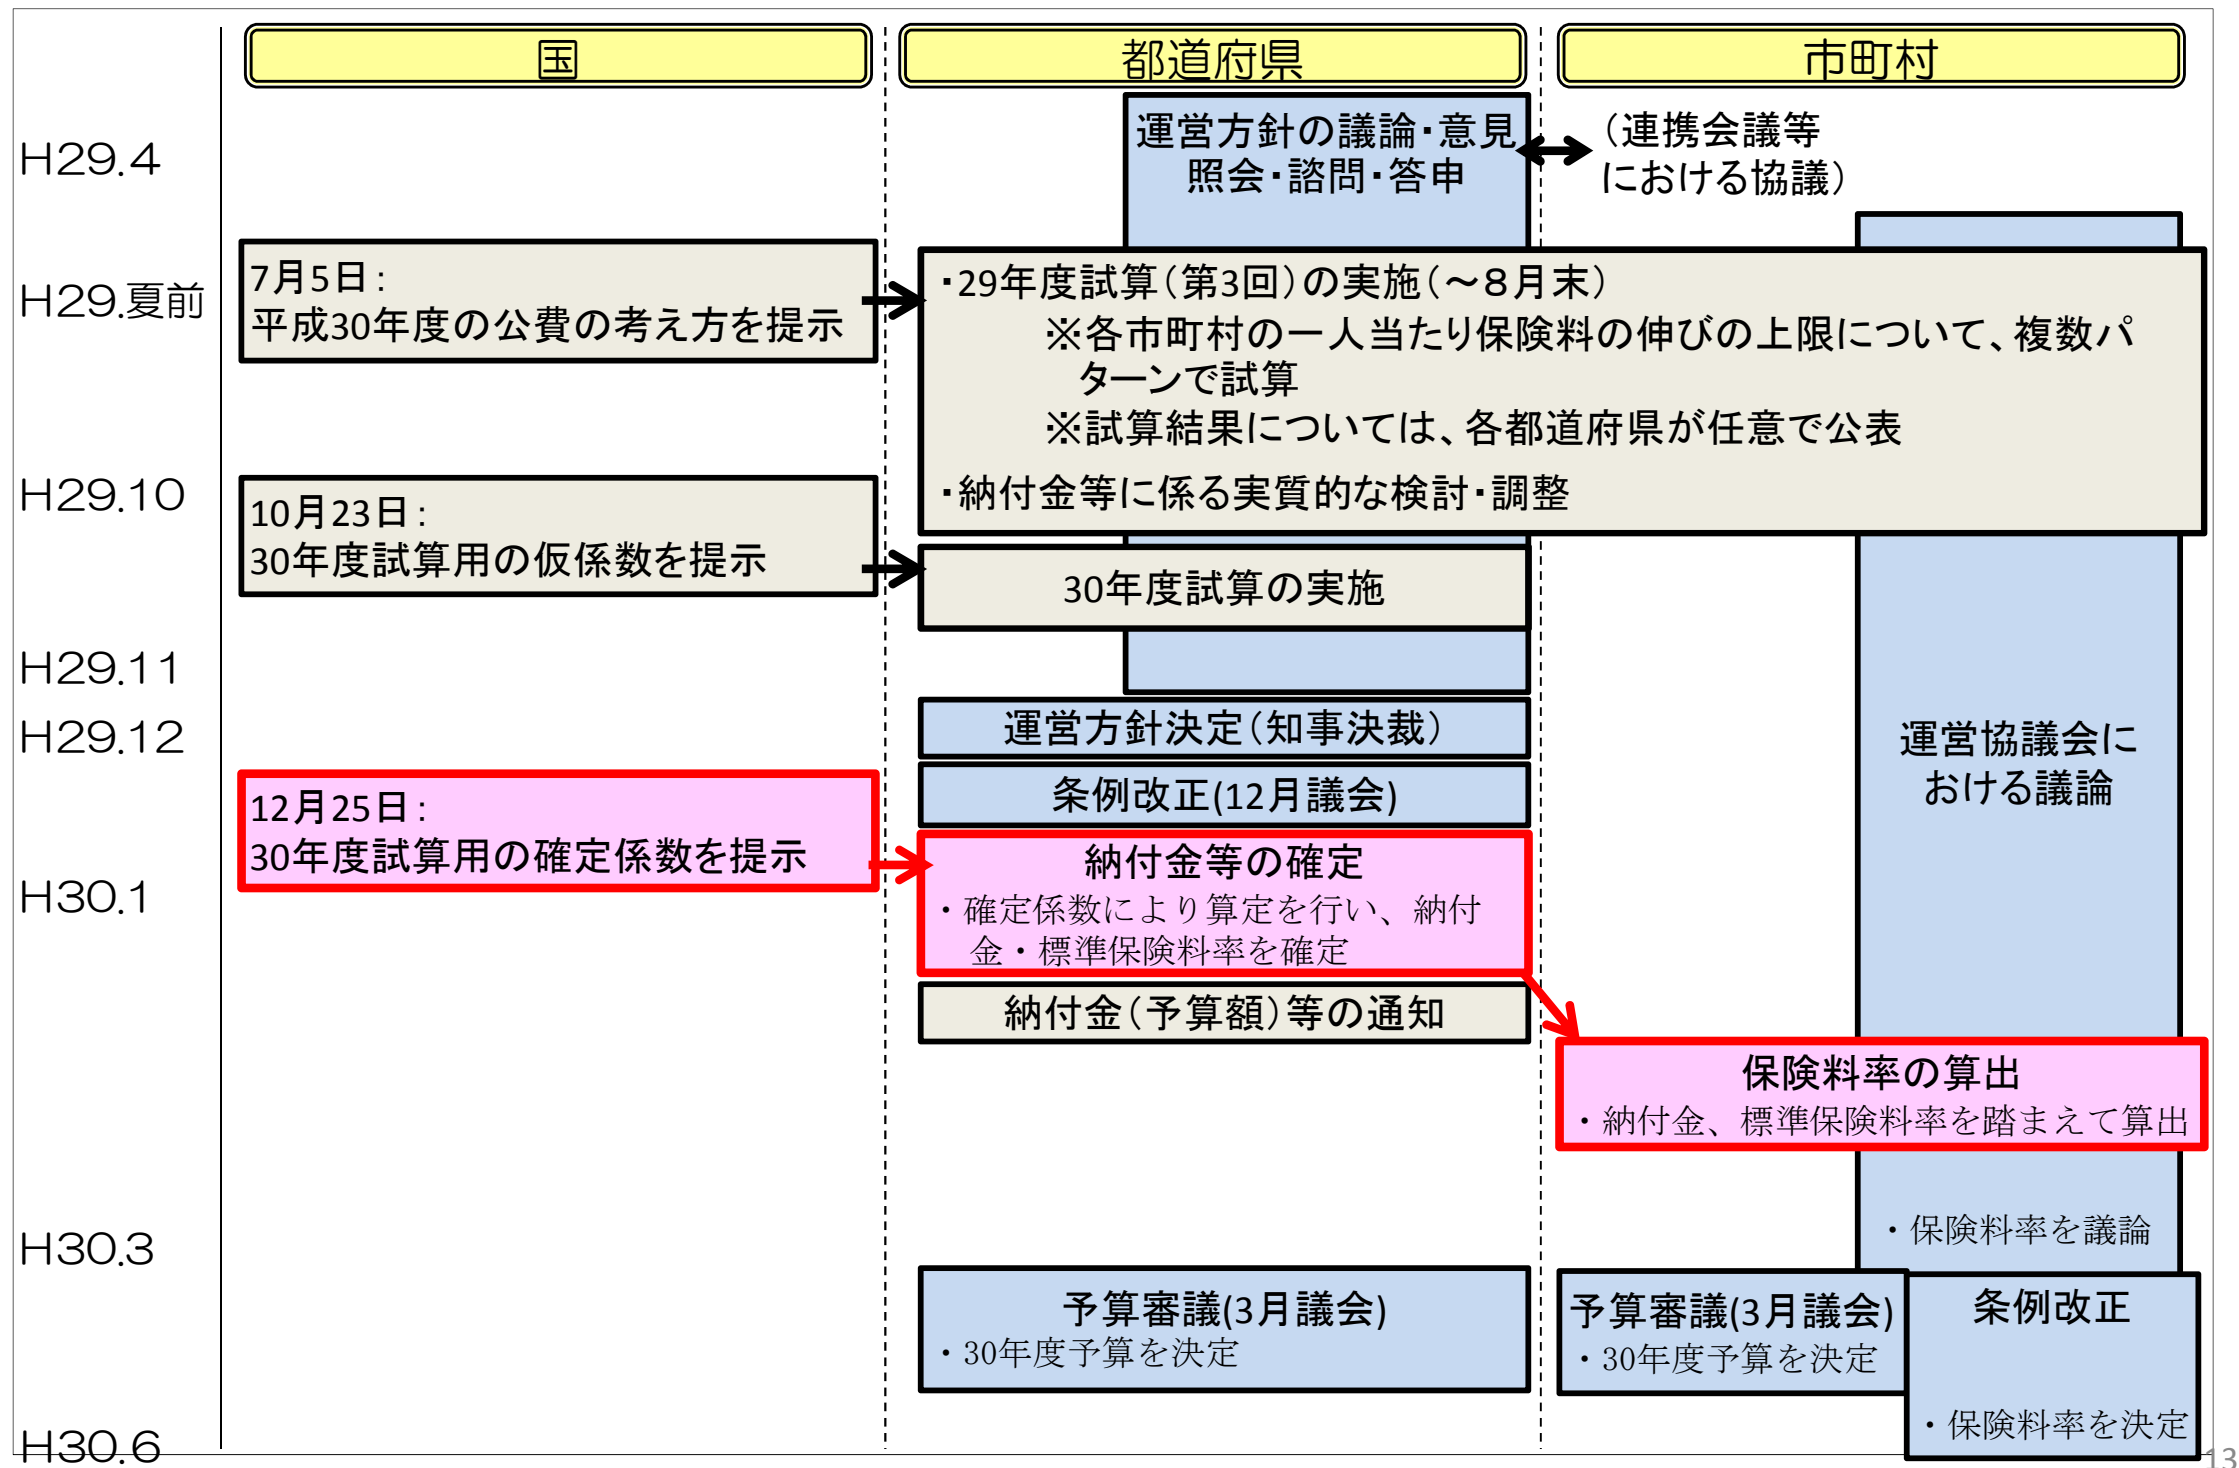 国
都道府県
市町村
H29.4
運営方針の議論・意見
照会・諮問・答申
（連携会議等
における協議）
H29.夏前
7月5日：
平成30年度の公費の考え方を提示
・29年度試算（第3回）の実施（～８月末）
※各市町村の一人当たり保険料の伸びの上限について、複数パ
ターンで試算
※試算結果については、各都道府県が任意で公表
・納付金等に係る実質的な検討・調整
H29.10
10月23日：
30年度試算用の仮係数を提示
30年度試算の実施
H29.11
H29.12
運営方針決定（知事決裁）
運営協議会に
おける議論
条例改正(12月議会)
12月25日：
30年度試算用の確定係数を提示
H30.1
納付金等の確定
・確定係数により算定を行い、納付
金・標準保険料率を確定
納付金（予算額）等の通知
保険料率の算出
・納付金、標準保険料率を踏まえて算出
・保険料率を議論
H30.3
予算審議(3月議会)
・30年度予算を決定
予算審議(3月議会)
・30年度予算を決定
条例改正
・保険料率を決定
H30.6
13